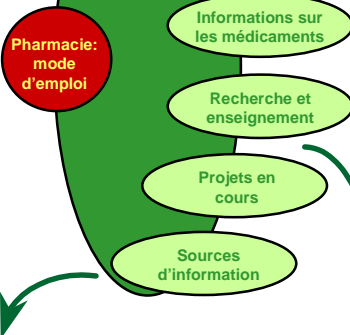 Informations sur
les médicaments
Pharmacie:
mode
d'emploi
Recherche et
enseignement
Projets en
cours
Sources
d'information